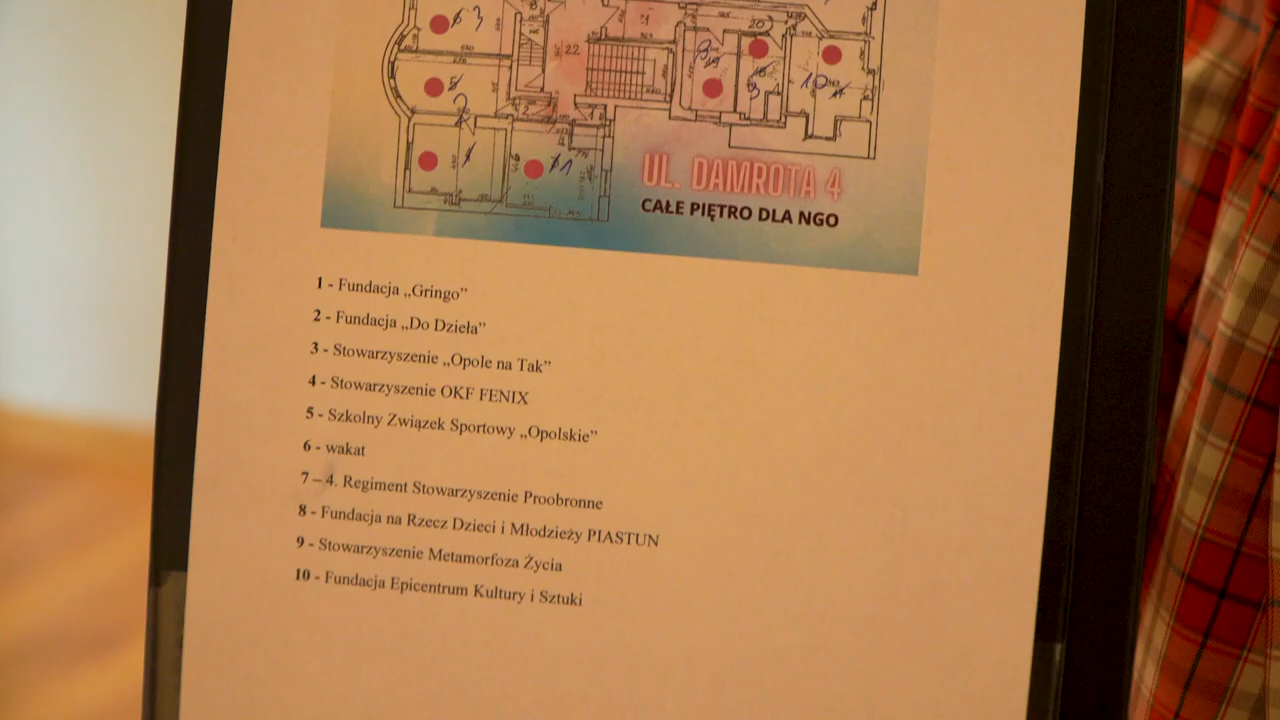 UL. DAMROTA 4
CAŁE PIĘTRO DLA NGO
1 - Fundacja „Gringo”
2 - Fundacja „Do Dzieła”
3 - Stowarzyszenie „Opole na Tak”
4 - Stowarzyszenie OKF FENIX
5 - Szkolny Związek Sportowy „Opolskie”
6 - wakat
7 – 4. Regiment Stowarzyszenie Proobronne
8 - Fundacja na Rzecz Dzieci i Młodzieży PIASTUN
9 - Stowarzyszenie Metamorfoza Życia
10 - Fundacja Epicentrum Kultury i Sztuki